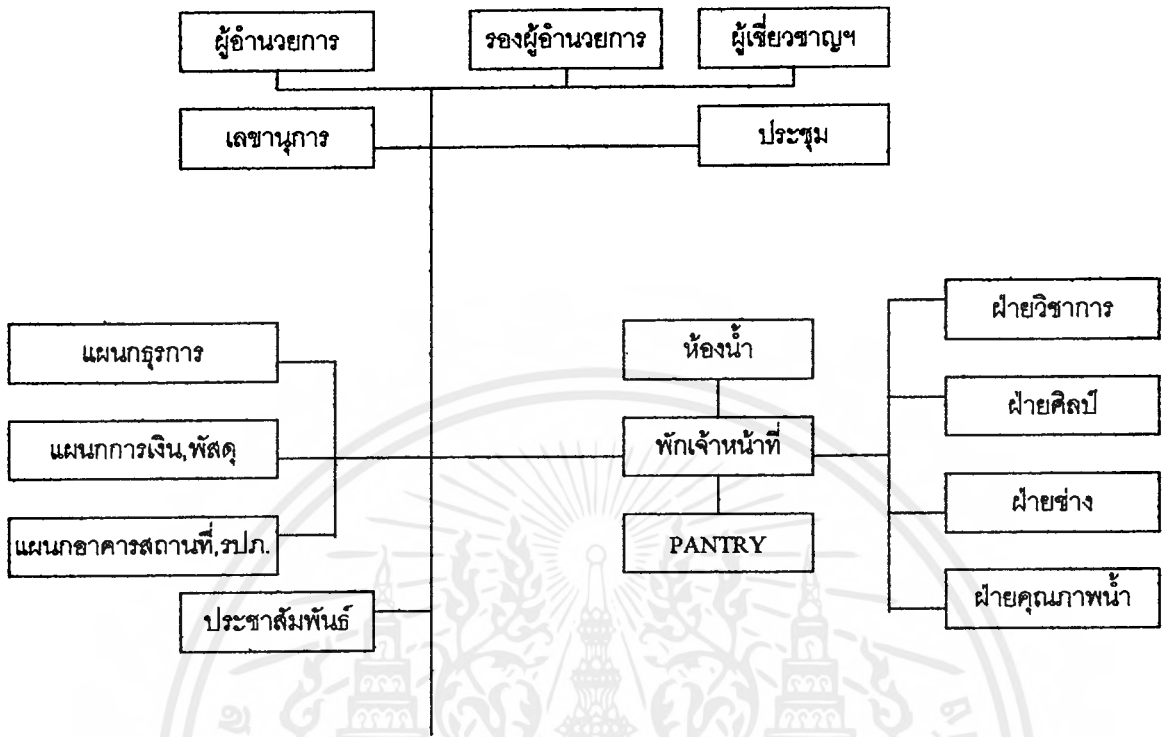 ผู้อำนวยการ
รองผู้อำนวยการ
ผู้เชี่ยวชาญฯ
เลขานุการ
ประชุม
แผนกธุรการ
แผนกการเงิน,พัสดุ
แผนกอาคารสถานที่,รปภ.
ประชาสัมพันธ์
ห้องน้ำ
พักเจ้าหน้าที่
PANTRY
ฝ่ายวิชาการ
ฝ่ายศิลป์
ฝ่ายช่าง
ฝ่ายคุณภาพน้ำ